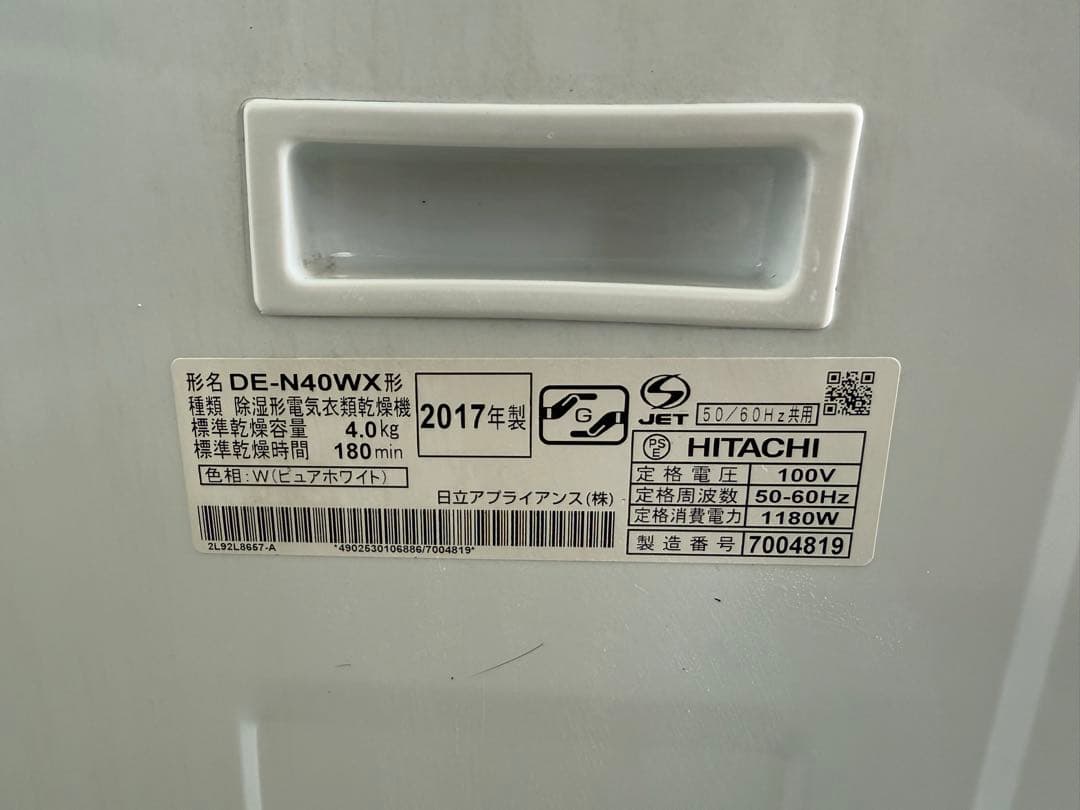 形名 DE-N40WX形
種類 除湿形電気衣類乾燥機
標準乾燥容量 4.0kg
標準乾燥時間 180min
色相:W(ピュアホワイト)
2017年製
G
JET
50/60Hz共用
日立アプライアンス(株)
PS
E
HITACHI
定格電圧 100V
定格周波数 50-60Hz
定格消費電力 1180W
製造番号 7004819
2L92L8657-A
*4902530106886/7004819*